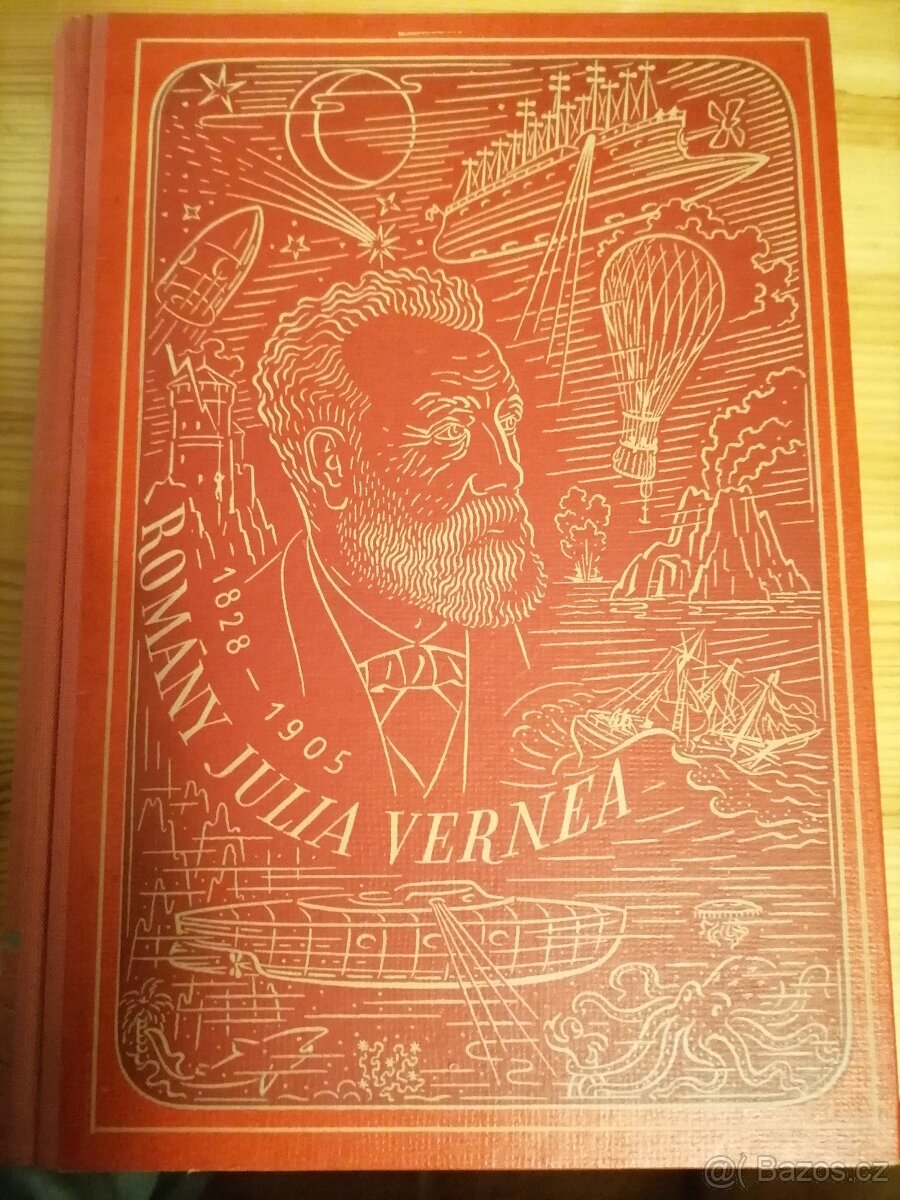 1828 – 1905
ROMÁNY JULIA VERNEA
@( Bazos.cz